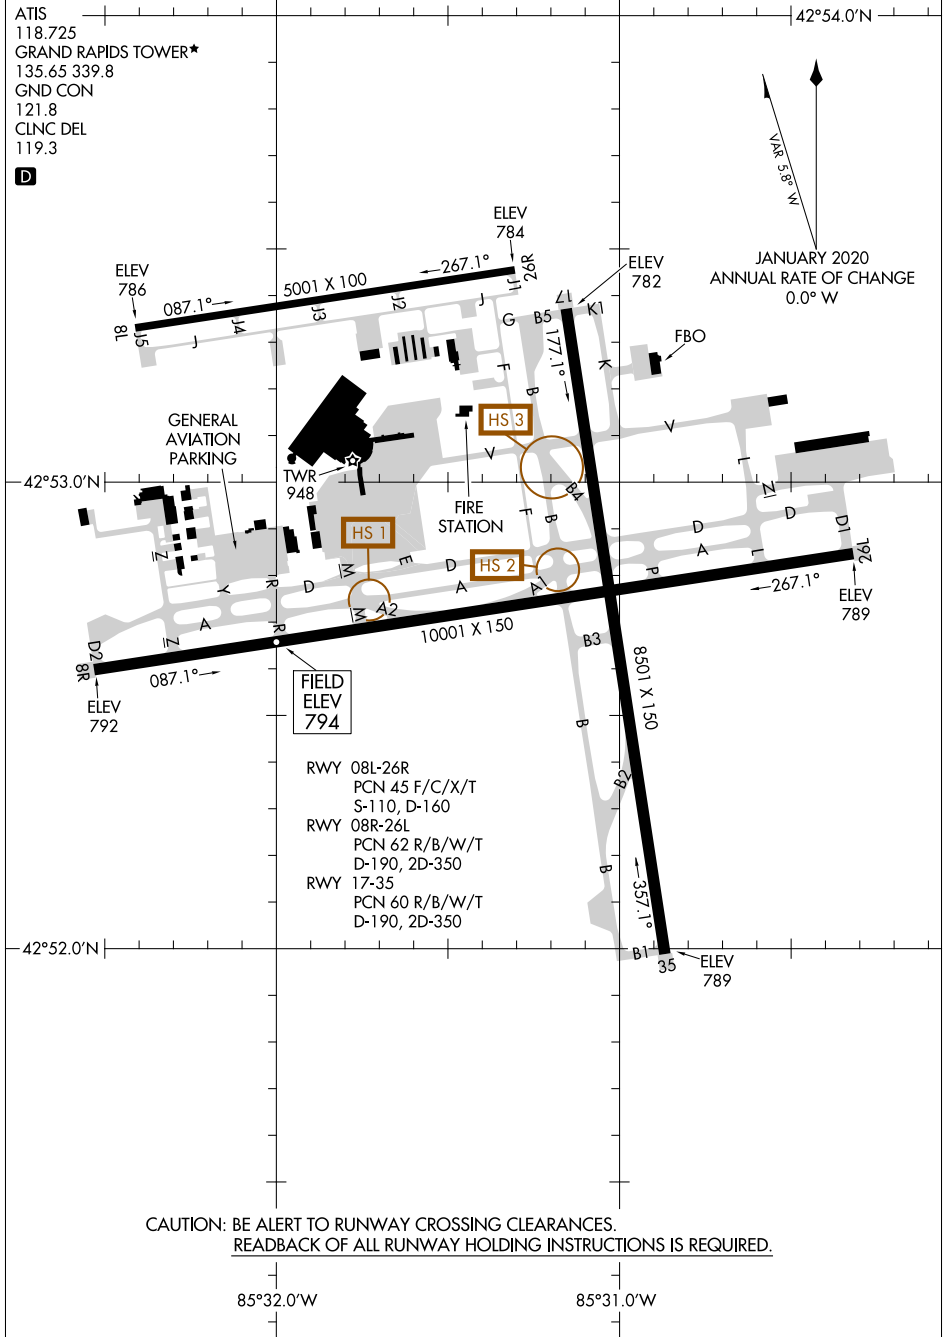 ATIS
118.725
GRAND RAPIDS TOWER★
135.65 339.8
GND CON
121.8
CLNC DEL
119.3
D
42°54.0'N
VAR 5.8° W
JANUARY 2020
ANNUAL RATE OF CHANGE
0.0° W
ELEV
784
ELEV
786
ELEV
782
087.1°
5001 X 100
267.1°
26R
8L
J5
J
J4
J3
J2
J
J1
G
B5
17
K1
177.1°
K
F
B
FBO
HS 3
V
V
GENERAL
AVIATION
PARKING
TWR
948
FIRE
STATION
42°53.0'N
B4
L
Z
F
B
HS 1
HS 2
D
A
D
D1
26L
P
L
267.1°
ELEV
789
Z
Y
R
D
M
E
D
A
A1
A
Z
R
M
A2
D2
8R
10001 X 150
087.1°
ELEV
792
FIELD
ELEV
794
B3
8501 X 150
B
B2
B
357.1°
RWY 08L-26R
PCN 45 F/C/X/T
S-110, D-160
RWY 08R-26L
PCN 62 R/B/W/T
D-190, 2D-350
RWY 17-35
PCN 60 R/B/W/T
D-190, 2D-350
42°52.0'N
B1
35
ELEV
789
CAUTION: BE ALERT TO RUNWAY CROSSING CLEARANCES.
READBACK OF ALL RUNWAY HOLDING INSTRUCTIONS IS REQUIRED.
85°32.0'W
85°31.0'W